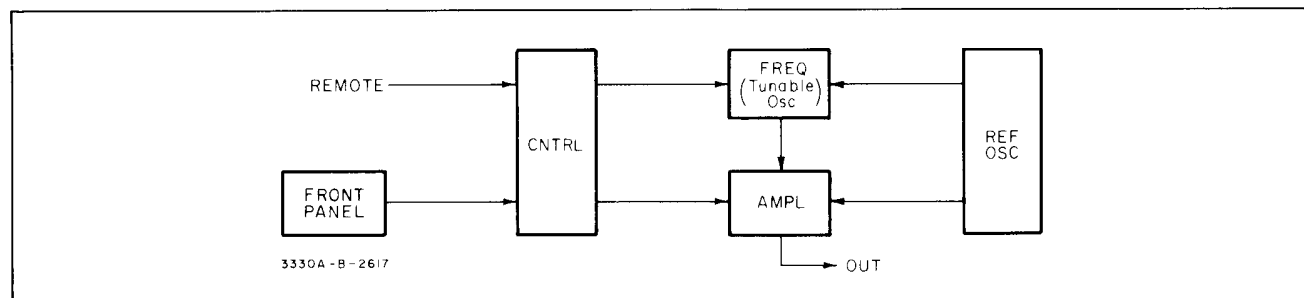 REMOTE
FRONT
PANEL
CNTRL
FREQ
(Tunable
Osc)
AMPL
REF
OSC
OUT
3330A-B-2617